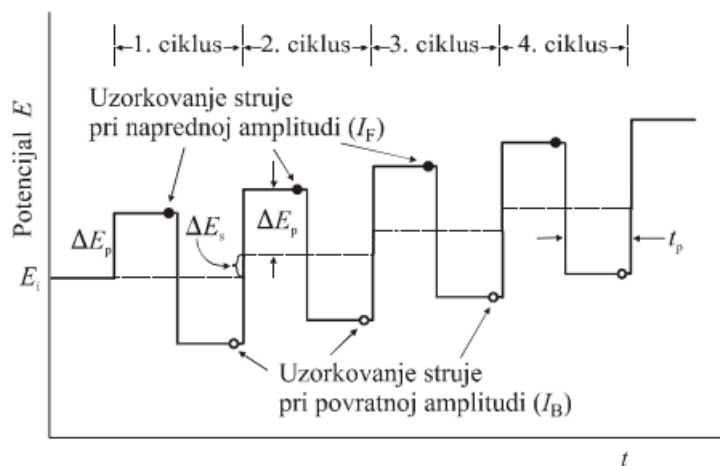 1. ciklus
2. ciklus
3. ciklus
4. ciklus
Uzorkovanje struje
pri naprednoj amplitudi (I_F)
Potencijal E
ΔE_p
ΔE_s
ΔE_p
t_p
E_i
Uzorkovanje struje
pri povratnoj amplitudi (I_B)
t